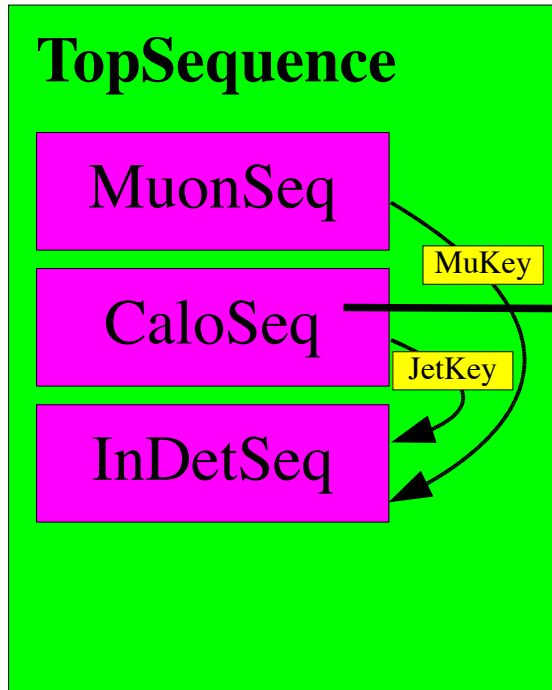 TopSequence
MuonSeq
MuKey
CaloSeq
JetKey
InDetSeq